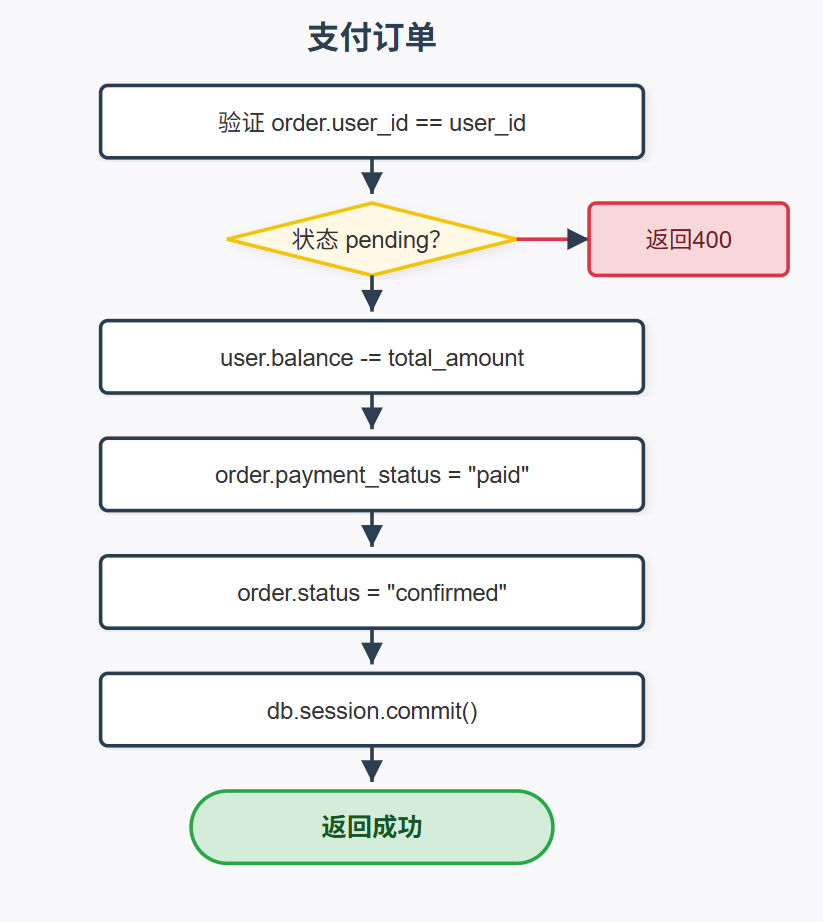 支付订单
验证 order.user_id == user_id
状态 pending?
返回400
user.balance -= total_amount
order.payment_status = "paid"
order.status = "confirmed"
db.session.commit()
返回成功